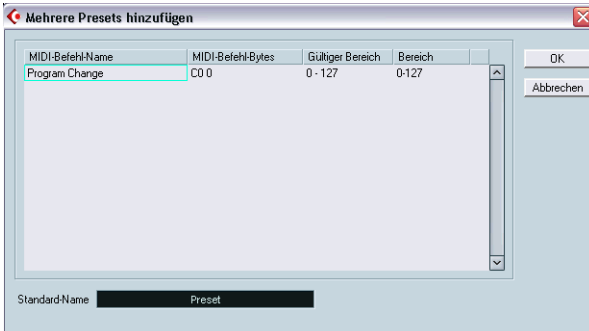 Mehrere Presets hinzufügen
MIDI-Befehl-Name MIDI-Befehl-Bytes Gültiger Bereich Bereich
OK
Program Change C0 0 0 - 127 0-127
Abbrechen
Standard-Name Preset